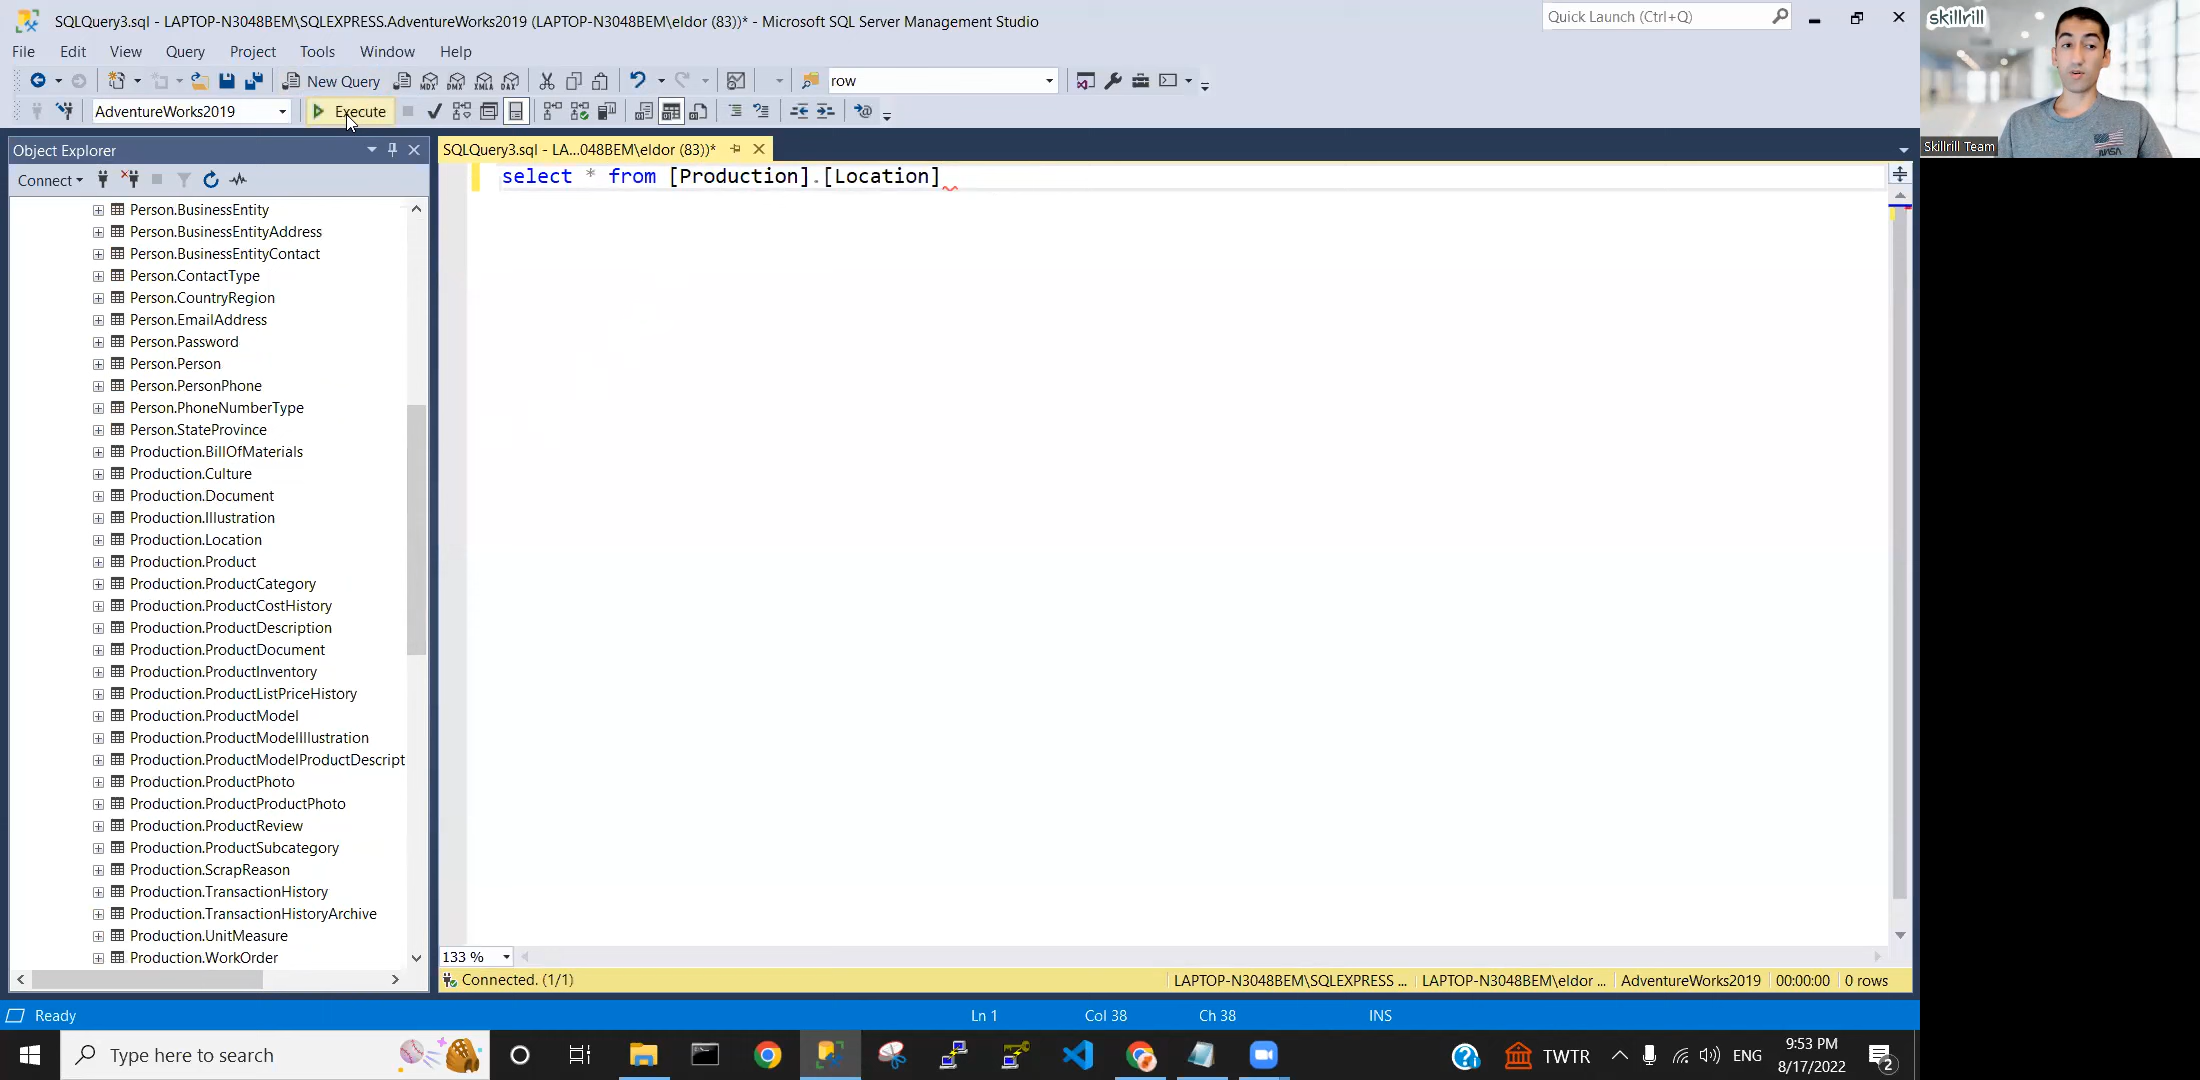 SQLQuery3.sql - LAPTOP-N3048BEM\SQLEXPRESS.AdventureWorks2019 (LAPTOP-N3048BEM\eldor (83))* - Microsoft SQL Server Management Studio
Quick Launch (Ctrl+Q)
skillrill
File Edit View Query Project Tools Window Help
New Query
MDX DMX XMLA DAX
row
AdventureWorks2019
Execute
NASA
Skillrill Team
Object Explorer
SQLQuery3.sql - LA...048BEM\eldor (83))*
Connect
select * from [Production].[Location]
Person.BusinessEntity
Person.BusinessEntityAddress
Person.BusinessEntityContact
Person.ContactType
Person.CountryRegion
Person.EmailAddress
Person.Password
Person.Person
Person.PersonPhone
Person.PhoneNumberType
Person.StateProvince
Production.BillOfMaterials
Production.Culture
Production.Document
Production.Illustration
Production.Location
Production.Product
Production.ProductCategory
Production.ProductCostHistory
Production.ProductDescription
Production.ProductDocument
Production.ProductInventory
Production.ProductListPriceHistory
Production.ProductModel
Production.ProductModelIllustration
Production.ProductModelProductDescript
Production.ProductPhoto
Production.ProductProductPhoto
Production.ProductReview
Production.ProductSubcategory
Production.ScrapReason
Production.TransactionHistory
Production.TransactionHistoryArchive
Production.UnitMeasure
Production.WorkOrder
133 %
Connected. (1/1)
LAPTOP-N3048BEM\SQLEXPRESS ... LAPTOP-N3048BEM\eldor ... AdventureWorks2019 00:00:00 0 rows
Ready
Ln 1 Col 38 Ch 38 INS
Type here to search
TWTR
ENG
9:53 PM
8/17/2022
2